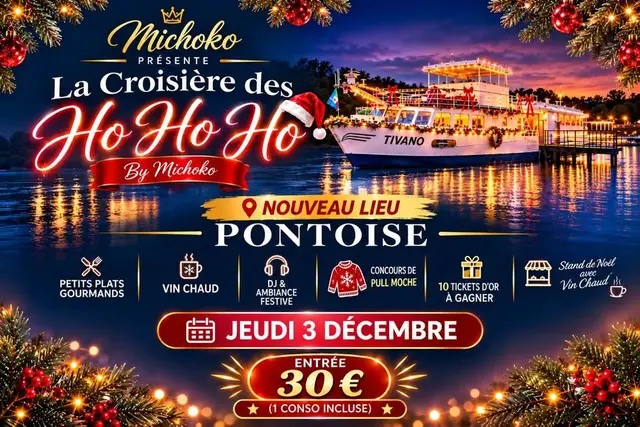 Michoko
PRÉSENTE
La Croisière des
Ho Ho Ho
By Michoko
TIVANO
NOUVEAU LIEU
PONTOISE
PETITS PLATS
GOURMANDS
VIN CHAUD
DJ &
AMBIANCE
FESTIVE
CONCOURS DE
PULL MOCHE
10 TICKETS D'OR
À GAGNER
Stand de Noël
avec
Vin Chaud
JEUDI 3 DÉCEMBRE
ENTRÉE
30 €
(1 CONSO INCLUSE)